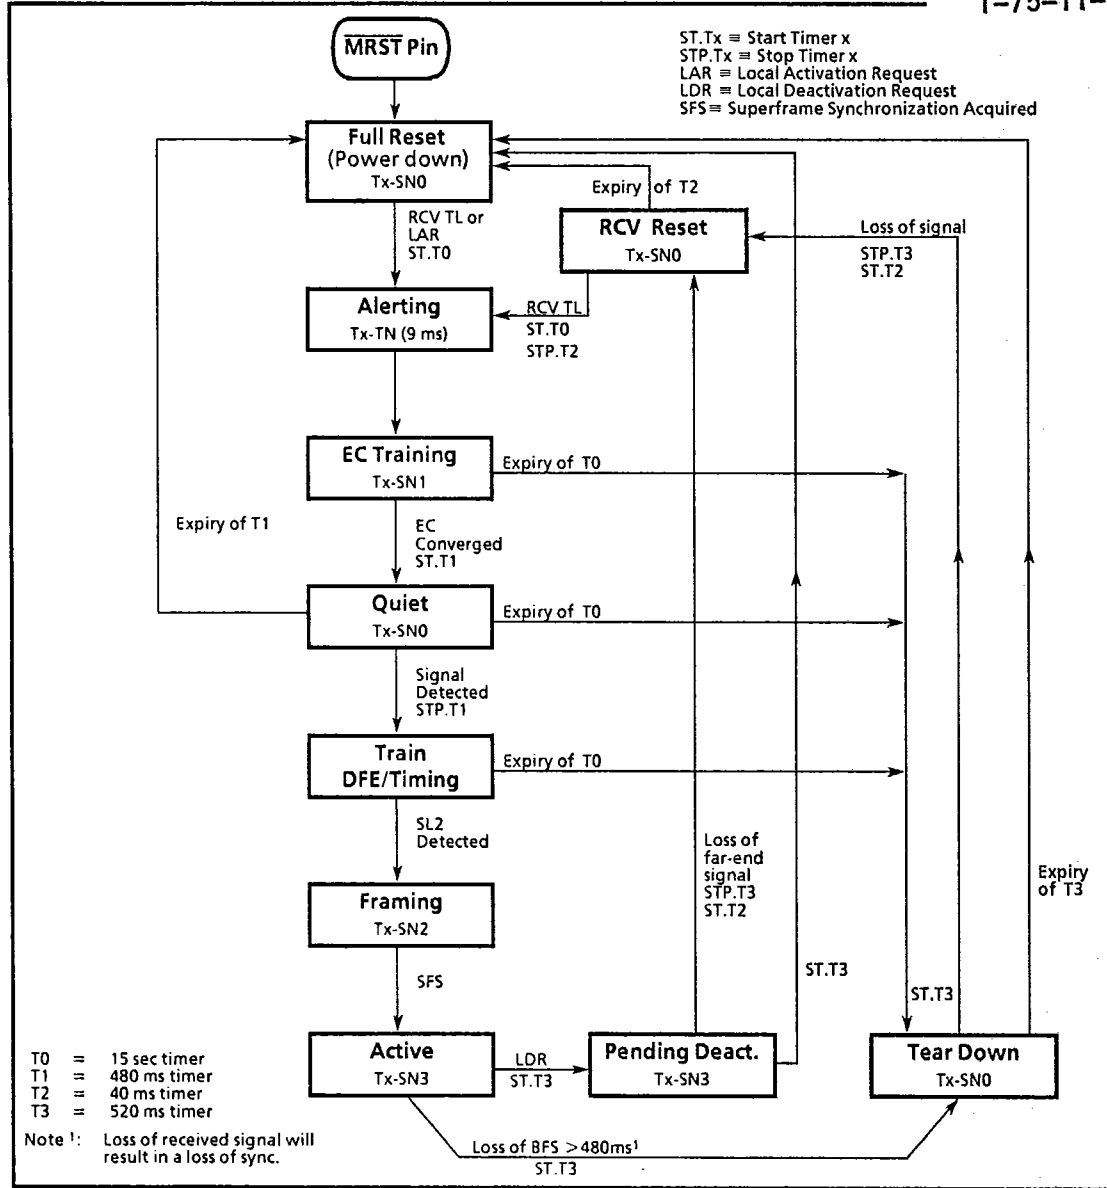 MRST Pin
ST.Tx ≡ Start Timer x
STP.Tx ≡ Stop Timer x
LAR ≡ Local Activation Request
LDR ≡ Local Deactivation Request
SFS ≡ Superframe Synchronization Acquired
Full Reset
(Power down)
Tx-SN0
Expiry of T2
RCV TL or
LAR
ST.T0
RCV Reset
Tx-SN0
Loss of signal
STP.T3
ST.T2
Alerting
Tx-TN (9 ms)
RCV TL
ST.T0
STP.T2
EC Training
Tx-SN1
Expiry of T0
Expiry of T1
EC
Converged
ST.T1
Quiet
Tx-SN0
Expiry of T0
Signal
Detected
STP.T1
Train
DFE/Timing
Expiry of T0
SL2
Detected
Loss of
far-end
signal
STP.T3
ST.T2
Expiry
of T3
Framing
Tx-SN2
SFS
ST.T3
ST.T3
Active
Tx-SN3
LDR
ST.T3
Pending Deact.
Tx-SN3
Tear Down
Tx-SN0
T0 = 15 sec timer
T1 = 480 ms timer
T2 = 40 ms timer
T3 = 520 ms timer
Note ¹: Loss of received signal will
result in a loss of sync.
Loss of BFS >480ms¹
ST.T3